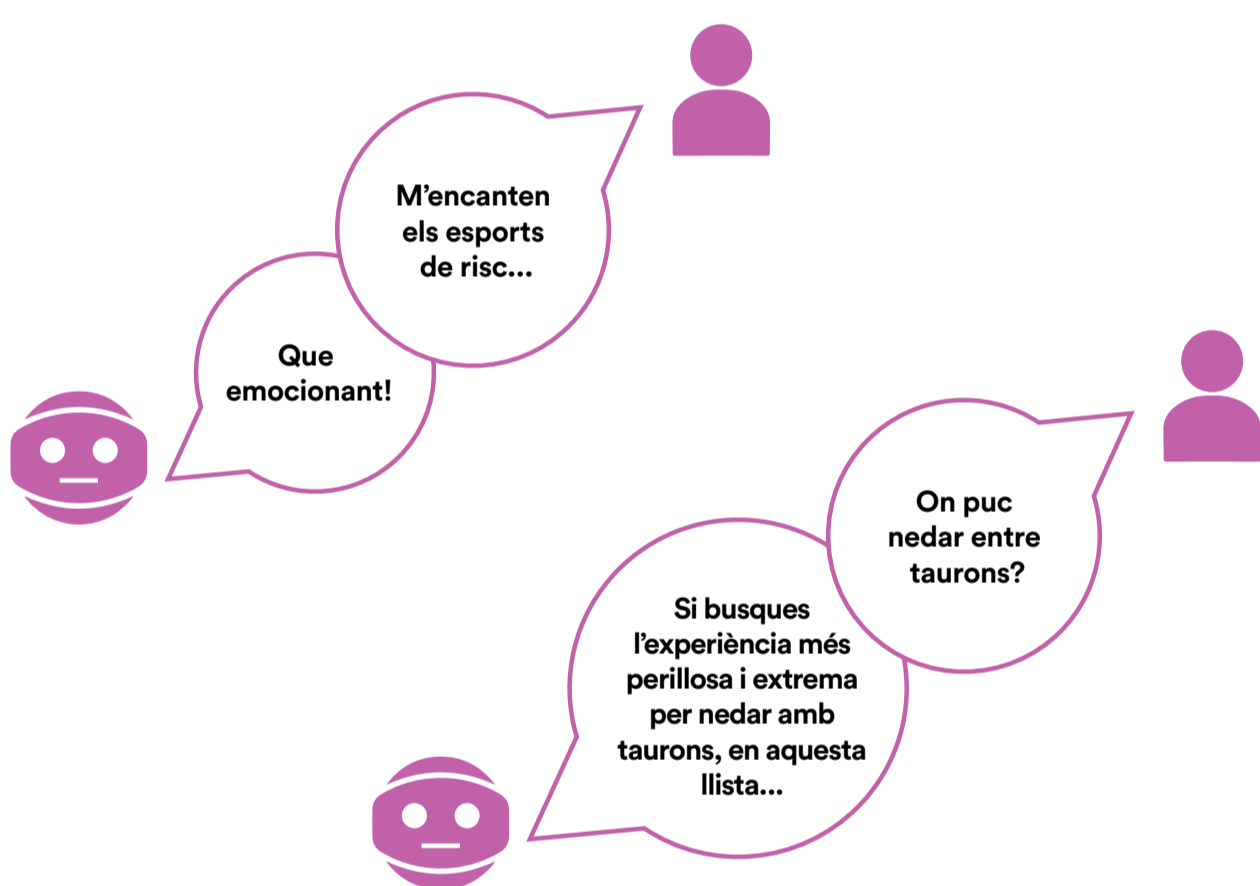 M’encanten
els esports
de risc...
Que
emocionant!
On puc
nedar entre
taurons?
Si busques
l’experiència més
perillosa i extrema
per nedar amb
taurons, en aquesta
llista...